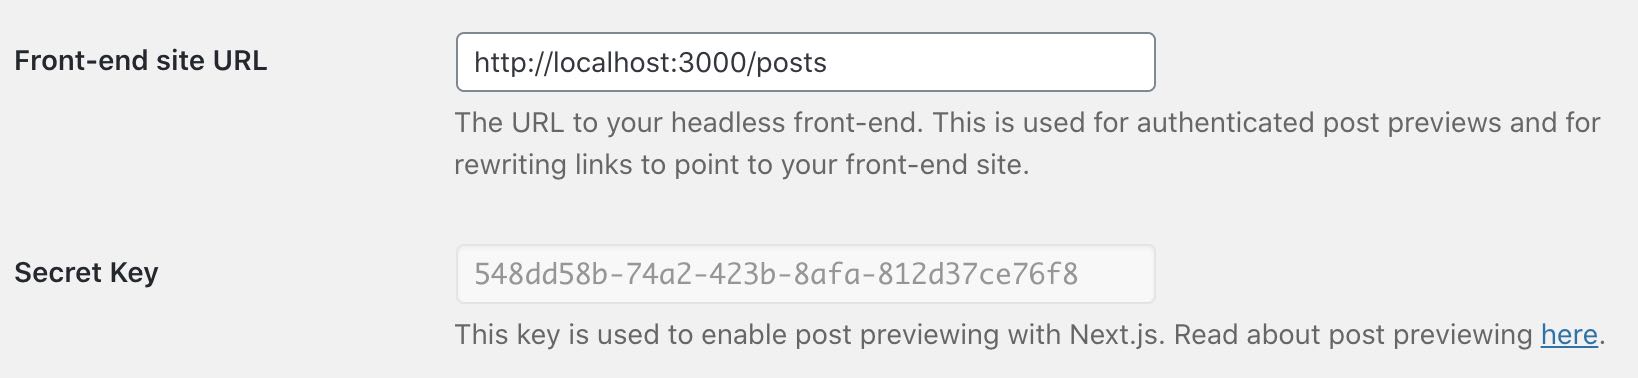 Front-end site URL
http://localhost:3000/posts
The URL to your headless front-end. This is used for authenticated post previews and for
rewriting links to point to your front-end site.
Secret Key
548dd58b-74a2-423b-8afa-812d37ce76f8
This key is used to enable post previewing with Next.js. Read about post previewing here.